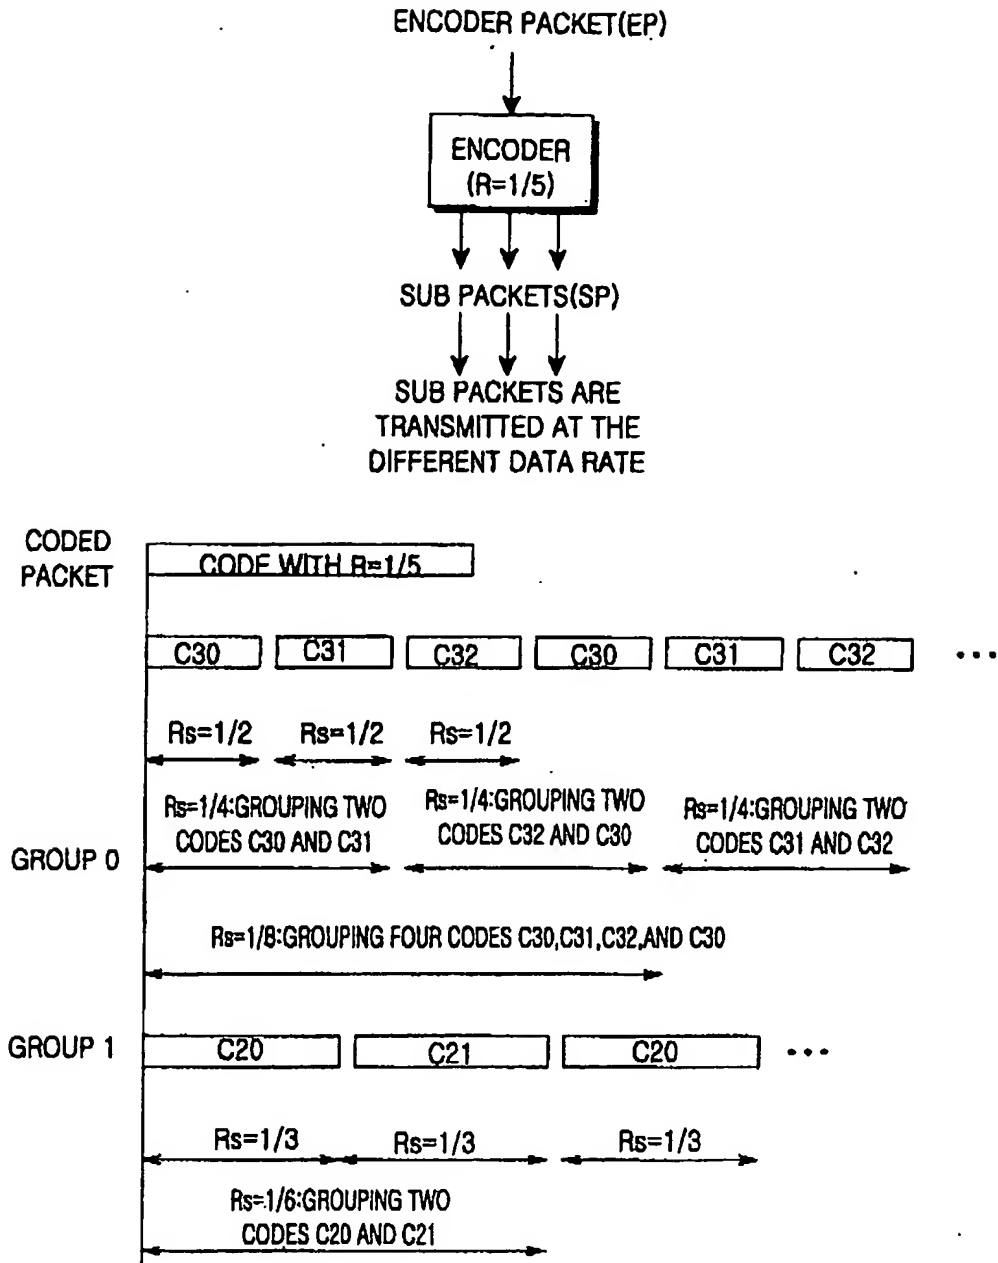 ENCODER PACKET(EP)
ENCODER
(R=1/5)
SUB PACKETS(SP)
SUB PACKETS ARE
TRANSMITTED AT THE
DIFFERENT DATA RATE
CODED
PACKET
CODE WITH R=1/5
C30 C31 C32 C30 C31 C32 •••
Rs=1/2 Rs=1/2 Rs=1/2
Rs=1/4:GROUPING TWO
CODES C30 AND C31
Rs=1/4:GROUPING TWO
CODES C32 AND C30
Rs=1/4:GROUPING TWO
CODES C31 AND C32
GROUP 0
Rs=1/8:GROUPING FOUR CODES C30,C31,C32,AND C30
GROUP 1
C20 C21 C20 •••
Rs=1/3 Rs=1/3 Rs=1/3
Rs=1/6:GROUPING TWO
CODES C20 AND C21